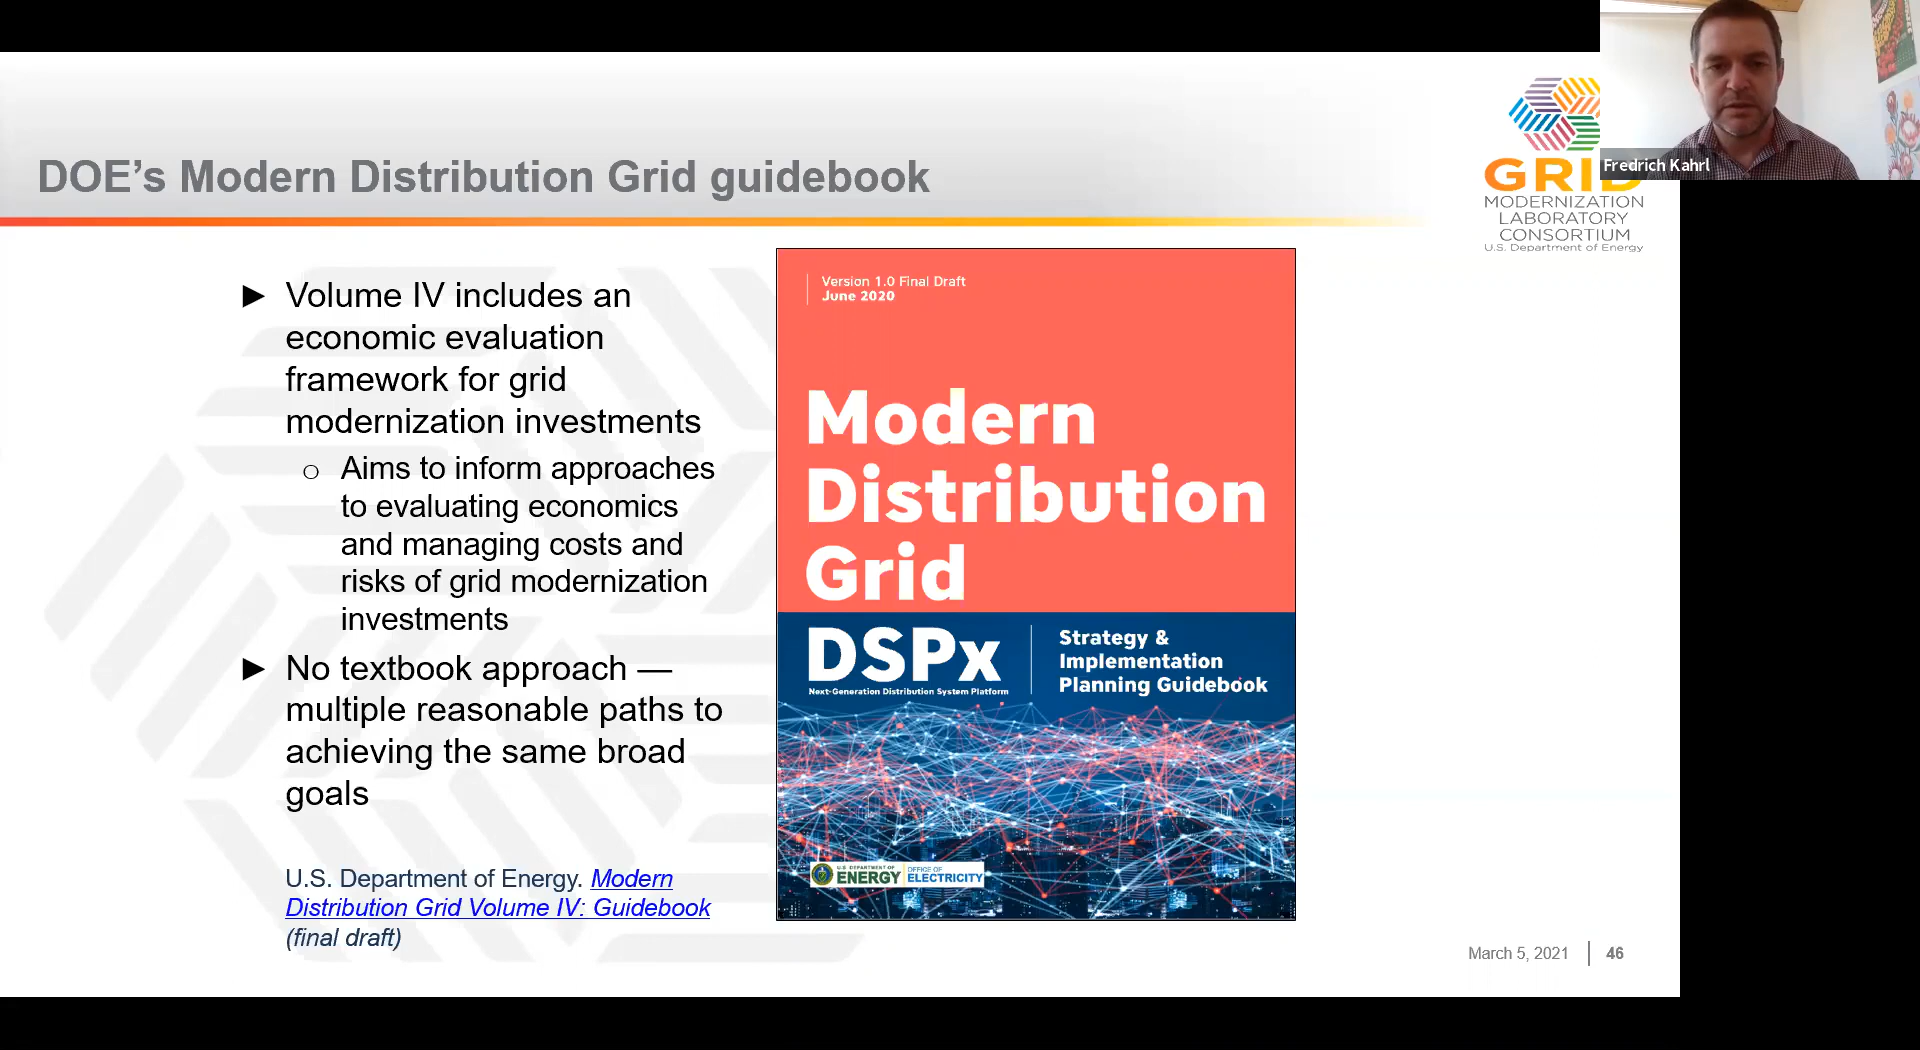 DOE’s Modern Distribution Grid guidebook
Fredrich Kahrl
GRID
MODERNIZATION
LABORATORY
CONSORTIUM
U.S. Department of Energy
► Volume IV includes an
economic evaluation
framework for grid
modernization investments
o Aims to inform approaches
to evaluating economics
and managing costs and
risks of grid modernization
investments
► No textbook approach —
multiple reasonable paths to
achieving the same broad
goals
U.S. Department of Energy. Modern
Distribution Grid Volume IV: Guidebook
(final draft)
Version 1.0 Final Draft
June 2020
Modern
Distribution
Grid
DSPx
Next-Generation Distribution System Platform
Strategy &
Implementation
Planning Guidebook
U.S. DEPARTMENT OF
ENERGY
OFFICE OF
ELECTRICITY
March 5, 2021 | 46